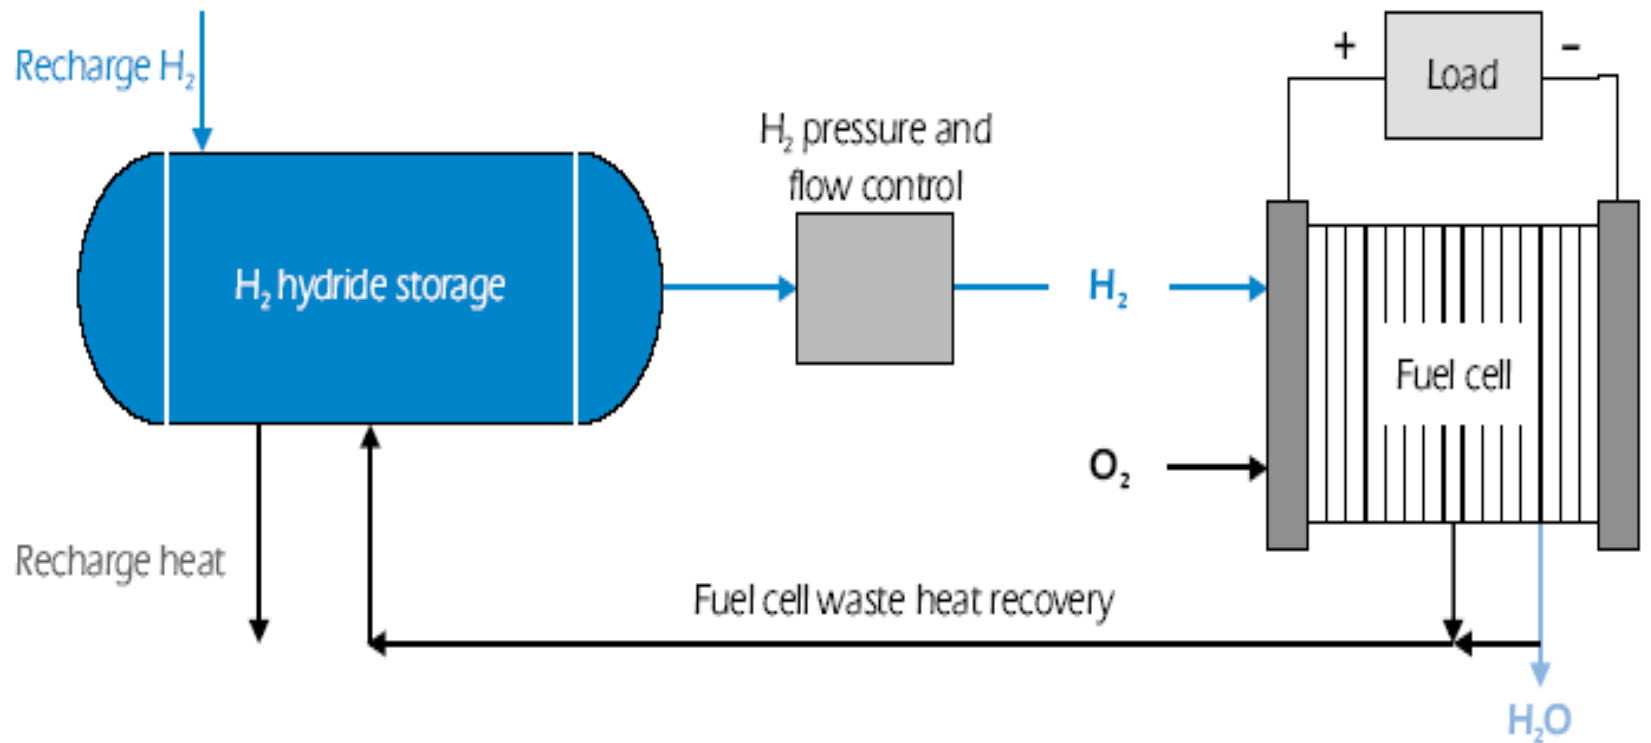 Recharge H₂
H₂ hydride storage
Recharge heat
H₂ pressure and
flow control
H₂
O₂
Fuel cell waste heat recovery
+
Load
−
Fuel cell
H₂O